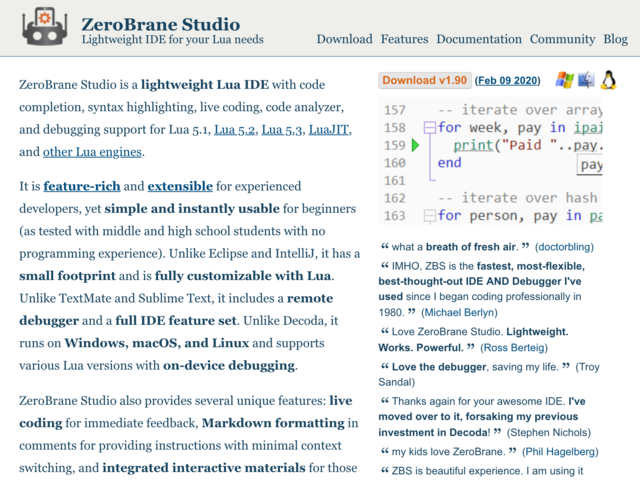 ZeroBrane Studio
Lightweight IDE for your Lua needs
Download Features Documentation Community Blog
ZeroBrane Studio is a lightweight Lua IDE with code
completion, syntax highlighting, live coding, code analyzer,
and debugging support for Lua 5.1, Lua 5.2, Lua 5.3, LuaJIT,
and other Lua engines.
It is feature-rich and extensible for experienced
developers, yet simple and instantly usable for beginners
(as tested with middle and high school students with no
programming experience). Unlike Eclipse and IntelliJ, it has a
small footprint and is fully customizable with Lua.
Unlike TextMate and Sublime Text, it includes a remote
debugger and a full IDE feature set. Unlike Decoda, it
runs on Windows, macOS, and Linux and supports
various Lua versions with on-device debugging.
ZeroBrane Studio also provides several unique features: live
coding for immediate feedback, Markdown formatting in
comments for providing instructions with minimal context
switching, and integrated interactive materials for those
Download v1.90 (Feb 09 2020)
157 -- iterate over array
158 for week, pay in ipai
159 print("Paid "..pay.
160 end pay
161
162 -- iterate over hash
163 for person, pay in pa
“ what a breath of fresh air. ” (doctorbling)
“ IMHO, ZBS is the fastest, most-flexible,
best-thought-out IDE AND Debugger I've
used since I began coding professionally in
1980. ” (Michael Berlyn)
“ Love ZeroBrane Studio. Lightweight.
Works. Powerful. ” (Ross Berteig)
“ Love the debugger, saving my life. ” (Troy
Sandal)
“ Thanks again for your awesome IDE. I've
moved over to it, forsaking my previous
investment in Decoda! ” (Stephen Nichols)
“ my kids love ZeroBrane. ” (Phil Hagelberg)
“ ZBS is beautiful experience. I am using it